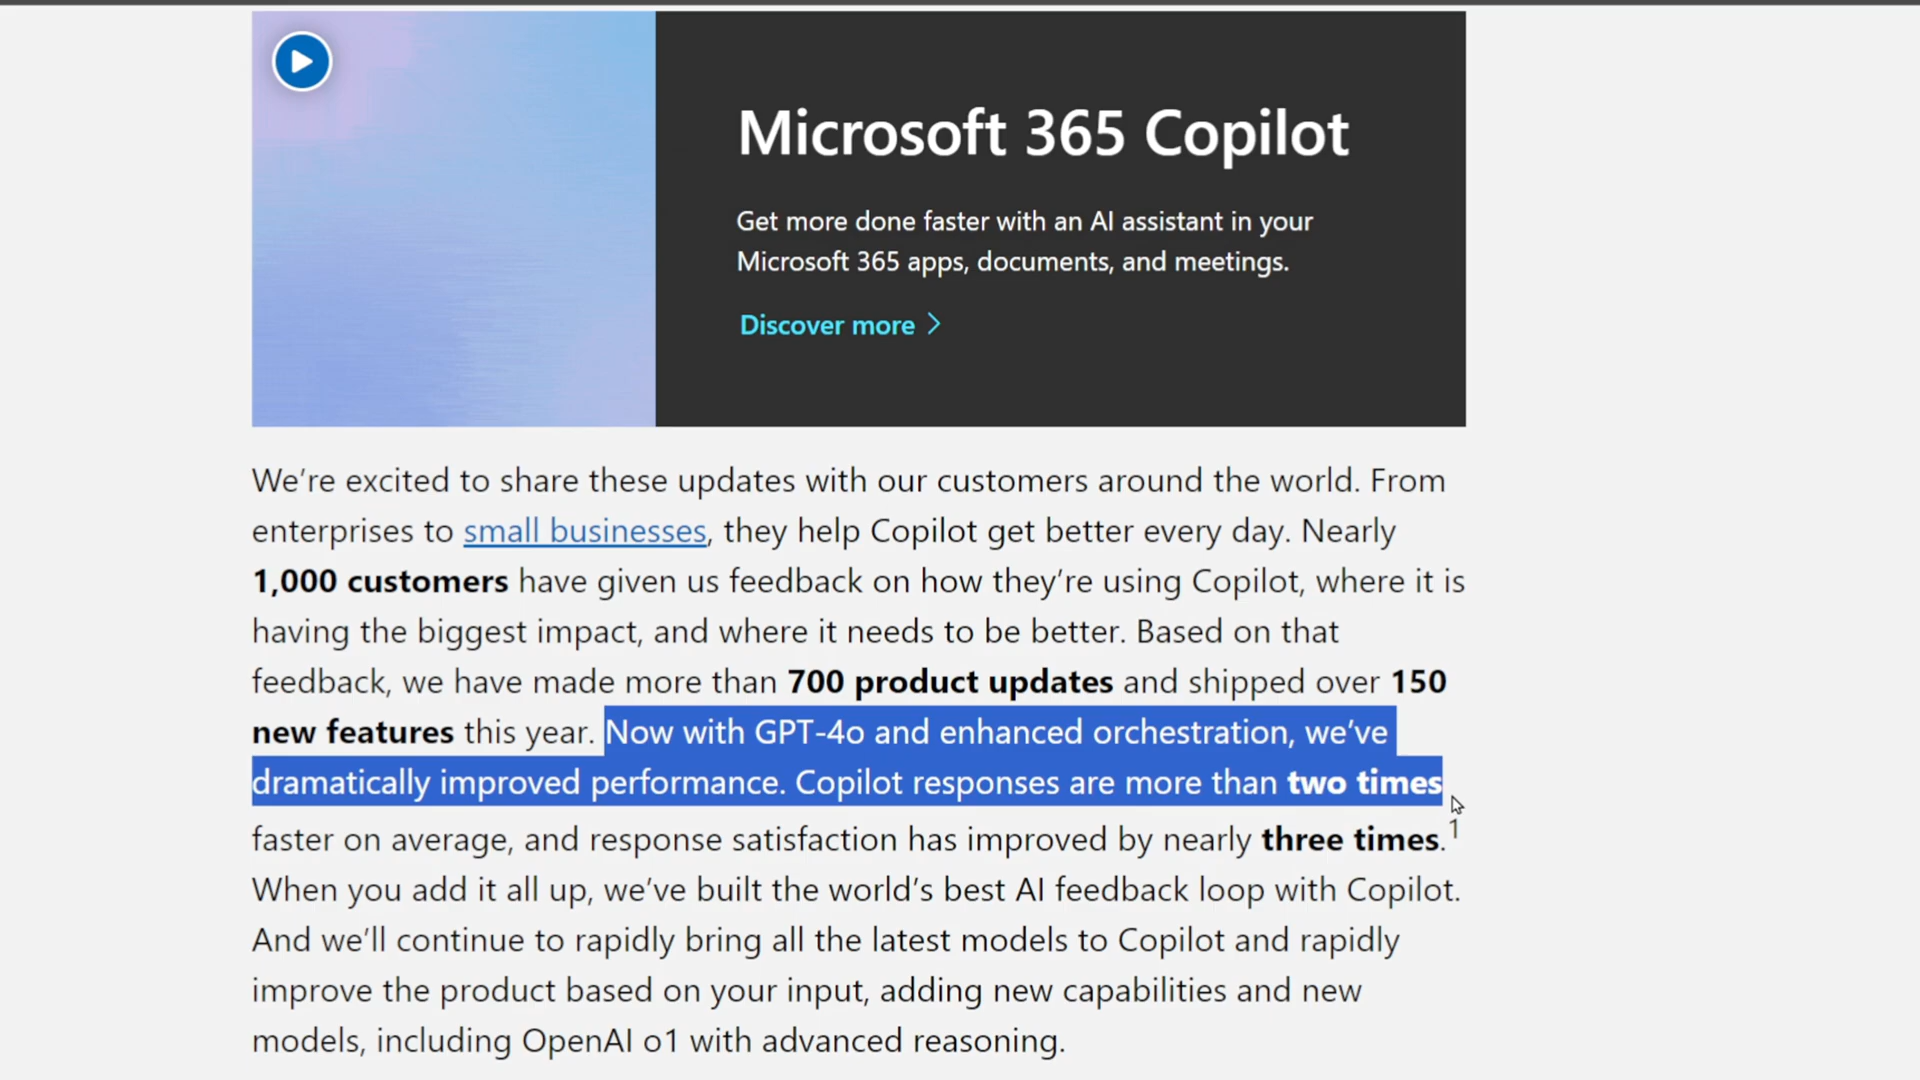 Microsoft 365 Copilot
Get more done faster with an AI assistant in your
Microsoft 365 apps, documents, and meetings.
Discover more
We’re excited to share these updates with our customers around the world. From
enterprises to small businesses, they help Copilot get better every day. Nearly
1,000 customers have given us feedback on how they’re using Copilot, where it is
having the biggest impact, and where it needs to be better. Based on that
feedback, we have made more than 700 product updates and shipped over 150
new features this year. Now with GPT-4o and enhanced orchestration, we’ve
dramatically improved performance. Copilot responses are more than two times
faster on average, and response satisfaction has improved by nearly three times.1
When you add it all up, we’ve built the world’s best AI feedback loop with Copilot.
And we’ll continue to rapidly bring all the latest models to Copilot and rapidly
improve the product based on your input, adding new capabilities and new
models, including OpenAI o1 with advanced reasoning.